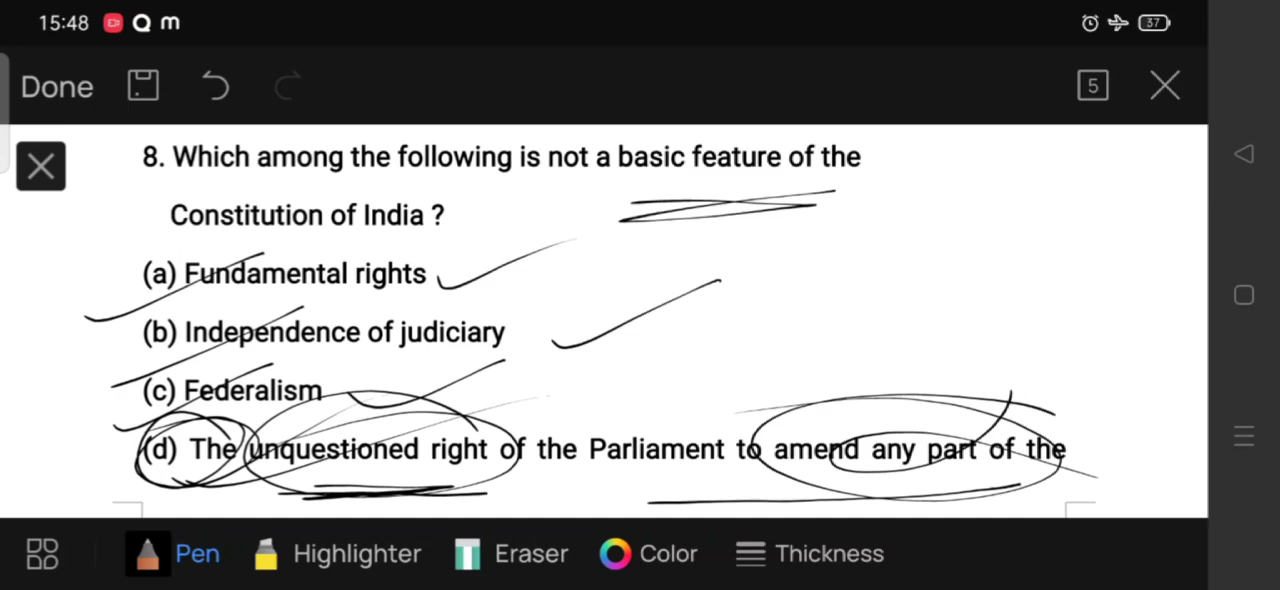 15:48 Q m 37
Done 5
8. Which among the following is not a basic feature of the
Constitution of India ?
(a) Fundamental rights
(b) Independence of judiciary
(c) Federalism
(d) The unquestioned right of the Parliament to amend any part of the
Pen Highlighter Eraser Color Thickness